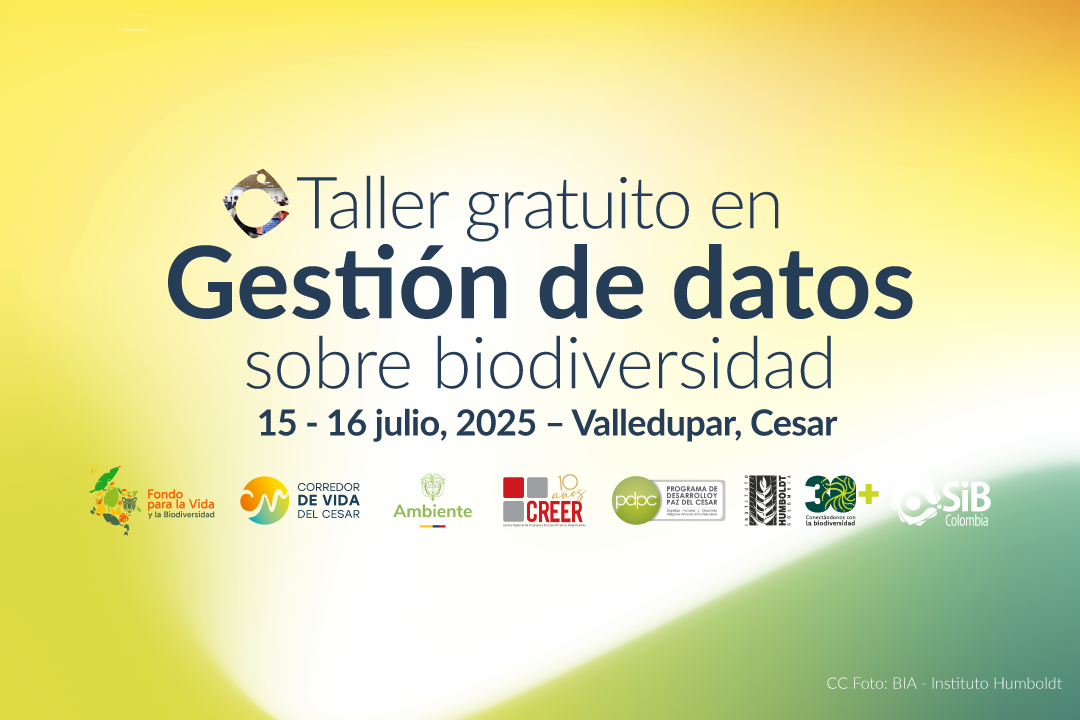 Taller gratuito en
Gestión de datos
sobre biodiversidad
15 - 16 julio, 2025 – Valledupar, Cesar
Fondo
para la Vida
y la Biodiversidad
CORREDOR
DE VIDA
DEL CESAR
Ambiente
10
años
CREER
pdpc
PROGRAMA DE
DESARROLLO Y
PAZ DEL CESAR
INSTITUTO
HUMBOLDT
COLOMBIA
30
Conectándonos con
la biodiversidad
+
SiB
Colombia
CC Foto: BIA - Instituto Humboldt